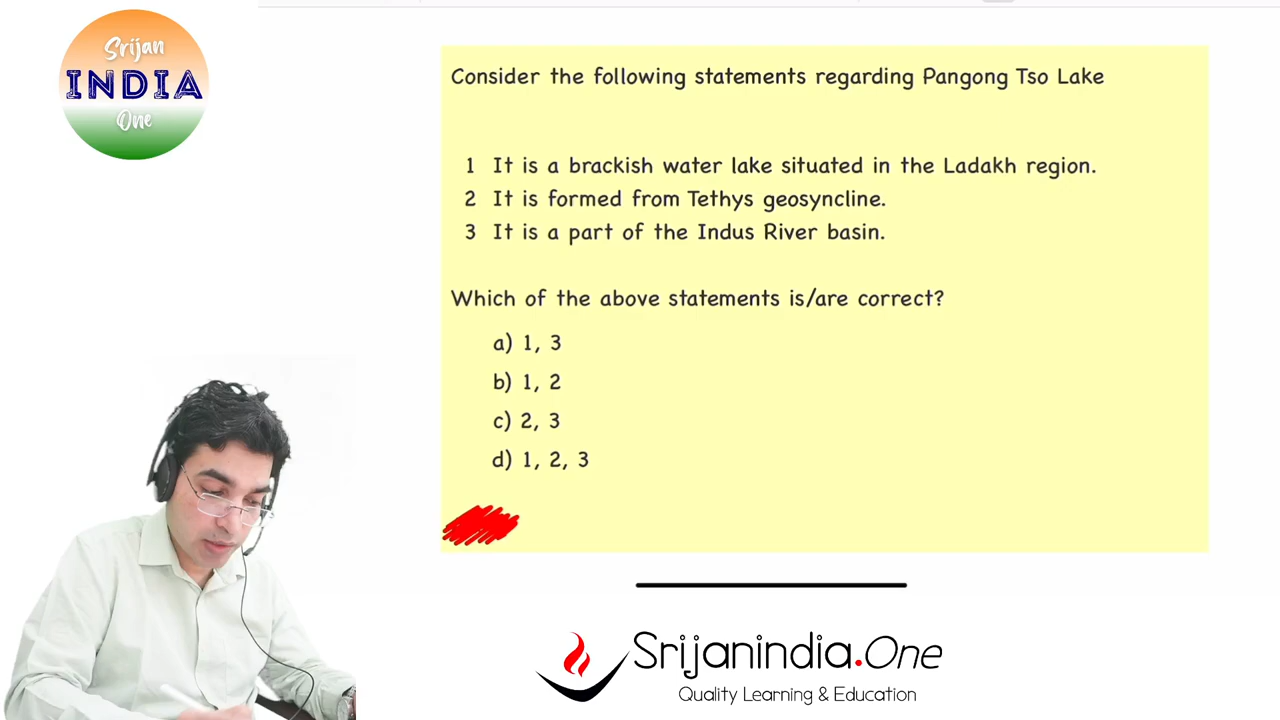 Srijan
INDIA
One
Consider the following statements regarding Pangong Tso Lake
1 It is a brackish water lake situated in the Ladakh region.
2 It is formed from Tethys geosyncline.
3 It is a part of the Indus River basin.
Which of the above statements is/are correct?
a) 1, 3
b) 1, 2
c) 2, 3
d) 1, 2, 3
Srijanindia.One
Quality Learning & Education